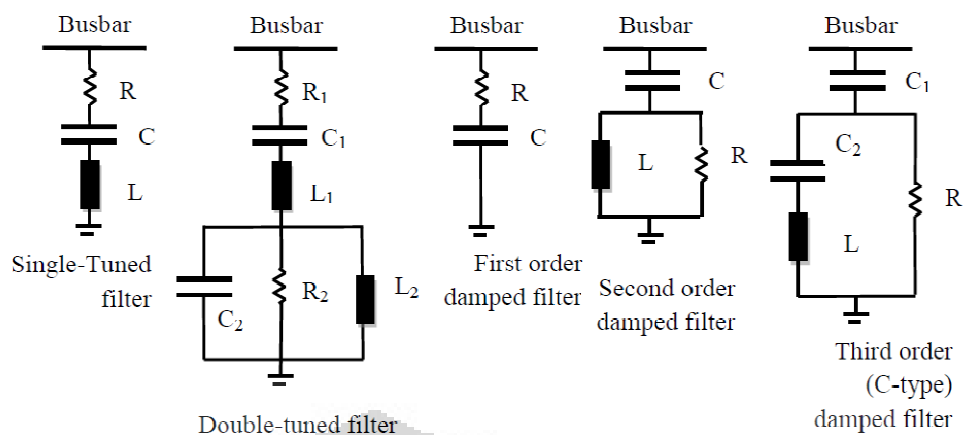 Busbar
R
C
L
Single-Tuned
filter
Busbar
R₁
C₁
L₁
C₂
R₂
L₂
Double-tuned filter
Busbar
R
C
First order
damped filter
Busbar
C
L
R
Second order
damped filter
Busbar
C₁
C₂
L
R
Third order
(C-type)
damped filter